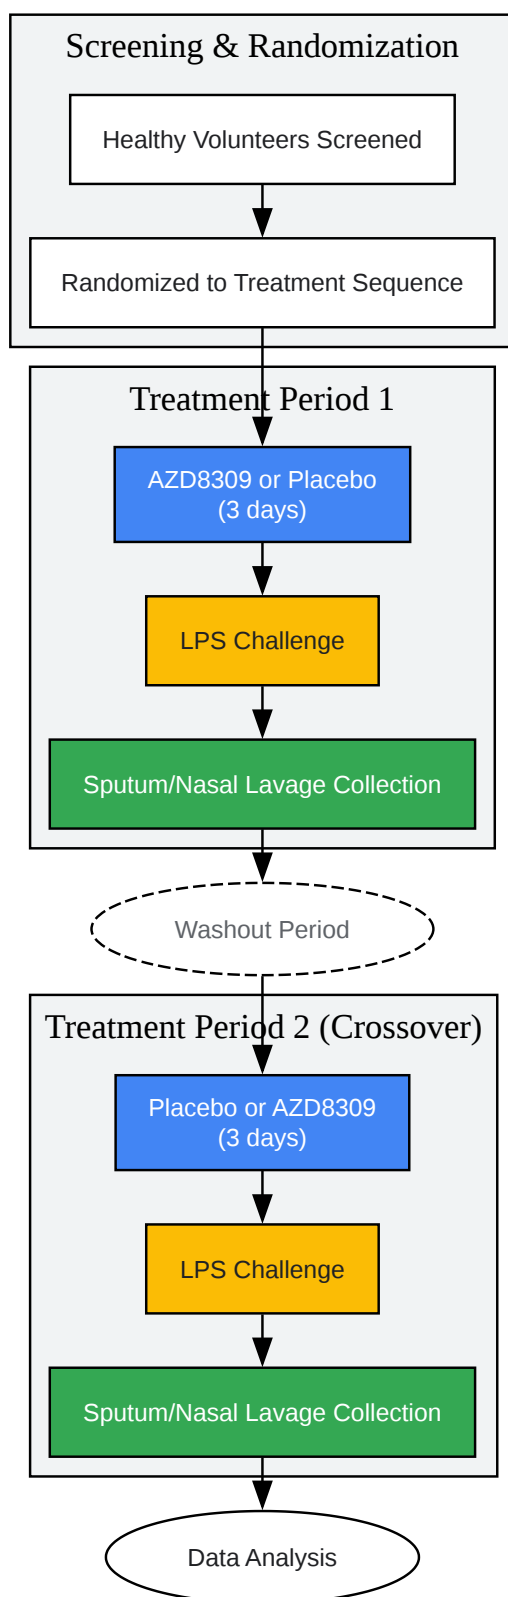 Screening & Randomization
Healthy Volunteers Screened
Randomized to Treatment Sequence
Treatment Period 1
AZD8309 or Placebo
(3 days)
LPS Challenge
Sputum/Nasal Lavage Collection
Washout Period
Treatment Period 2 (Crossover)
Placebo or AZD8309
(3 days)
LPS Challenge
Sputum/Nasal Lavage Collection
Data Analysis